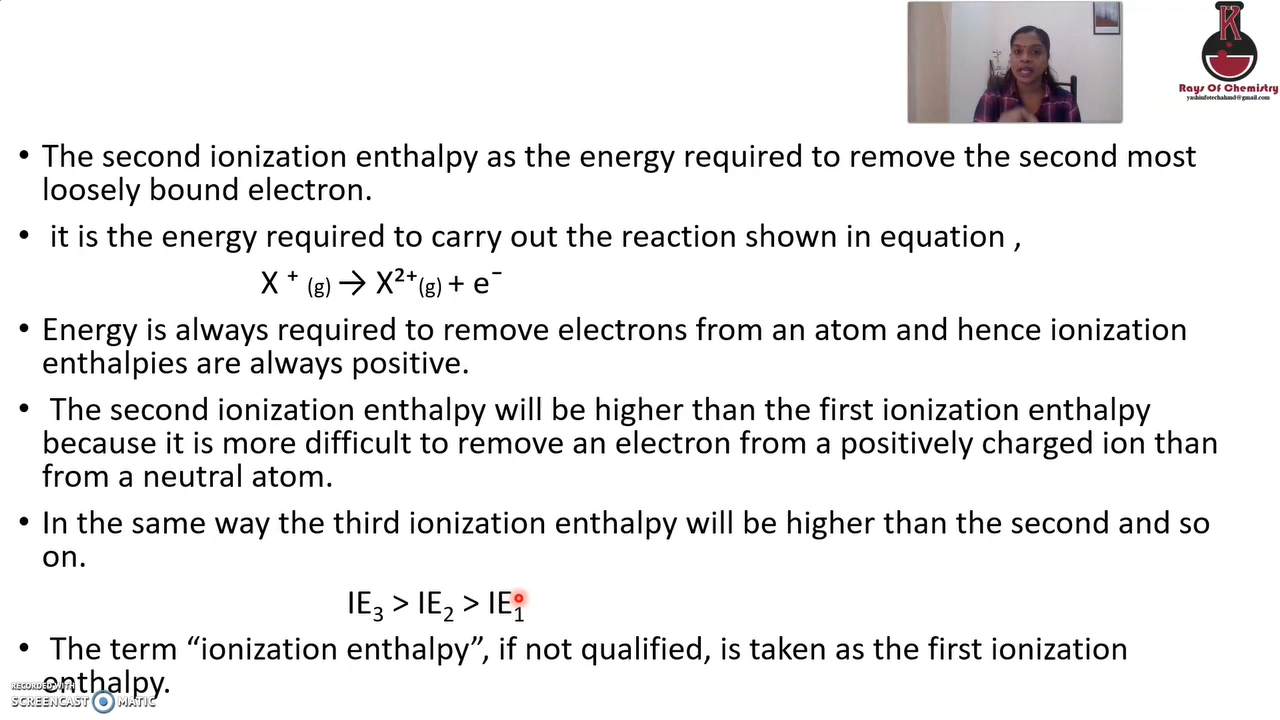 K
Rays Of Chemistry
yashinfotechahmd@gmail.com
• The second ionization enthalpy as the energy required to remove the second most
loosely bound electron.
• it is the energy required to carry out the reaction shown in equation ,
X ⁺ (g) → X²⁺(g) + e⁻
• Energy is always required to remove electrons from an atom and hence ionization
enthalpies are always positive.
• The second ionization enthalpy will be higher than the first ionization enthalpy
because it is more difficult to remove an electron from a positively charged ion than
from a neutral atom.
• In the same way the third ionization enthalpy will be higher than the second and so
on.
IE₃ > IE₂ > IE₁
• The term “ionization enthalpy”, if not qualified, is taken as the first ionization
enthalpy.
RECORDED WITH
SCREENCAST MATIC